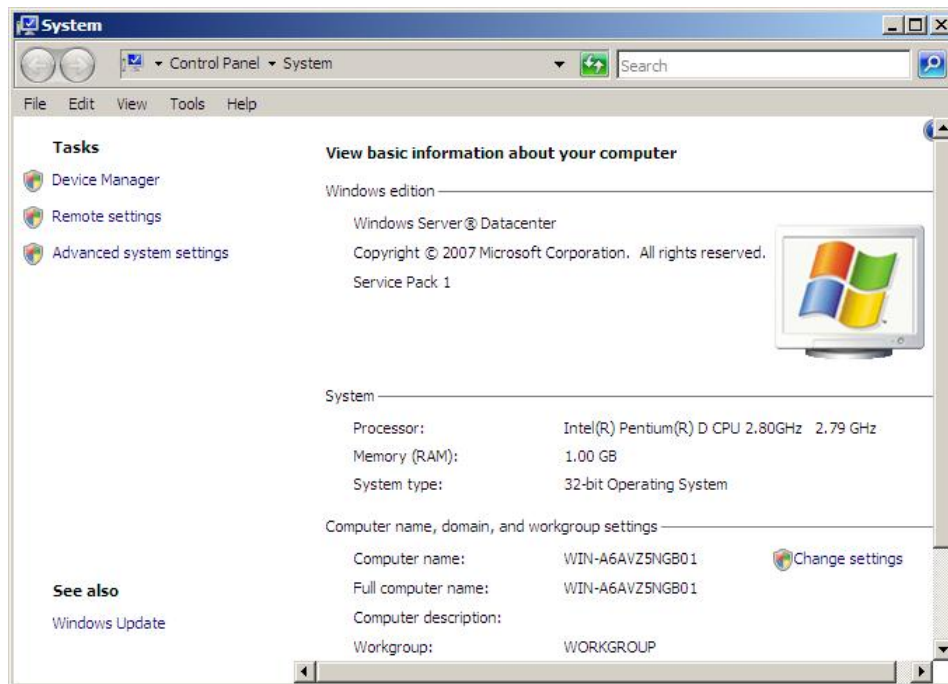 System
Control Panel System
Search
File Edit View Tools Help
Tasks
Device Manager
Remote settings
Advanced system settings
See also
Windows Update
View basic information about your computer
Windows edition
Windows Server® Datacenter
Copyright © 2007 Microsoft Corporation. All rights reserved.
Service Pack 1
System
Processor: Intel(R) Pentium(R) D CPU 2.80GHz 2.79 GHz
Memory (RAM): 1.00 GB
System type: 32-bit Operating System
Computer name, domain, and workgroup settings
Computer name: WIN-A6AVZ5NGB01 Change settings
Full computer name: WIN-A6AVZ5NGB01
Computer description:
Workgroup: WORKGROUP